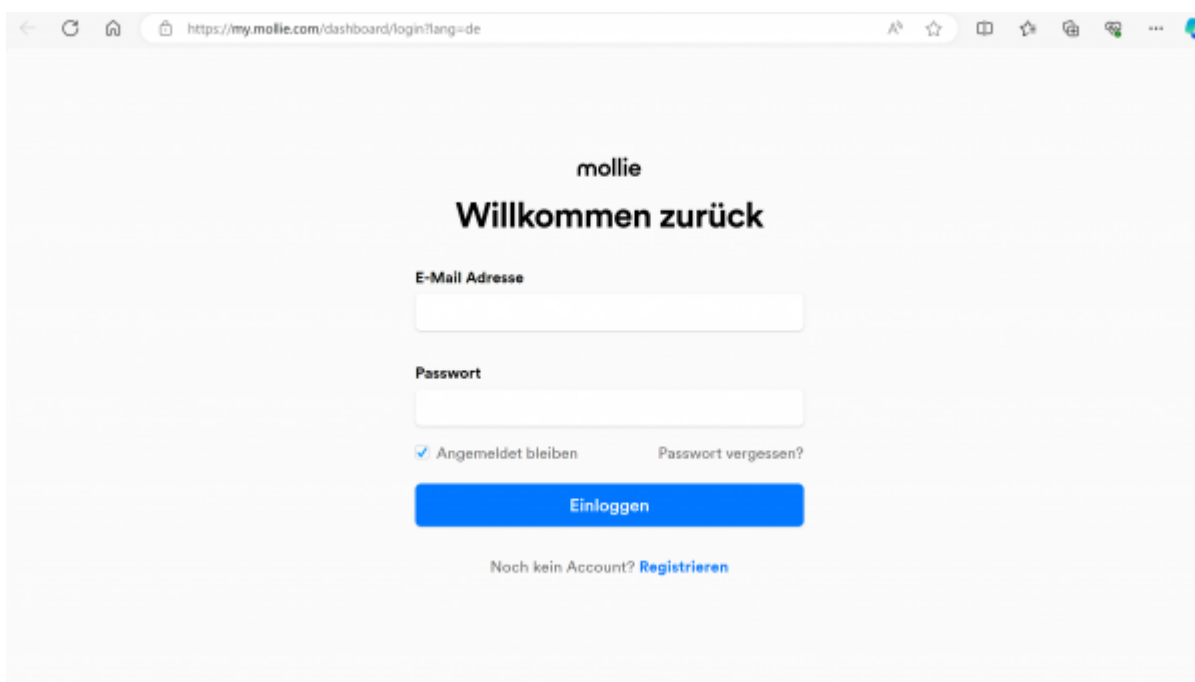 https://my.mollie.com/dashboard/login?lang=de
mollie
Willkommen zurück
E-Mail Adresse
Passwort
Angemeldet bleiben Passwort vergessen?
Einloggen
Noch kein Account? Registrieren